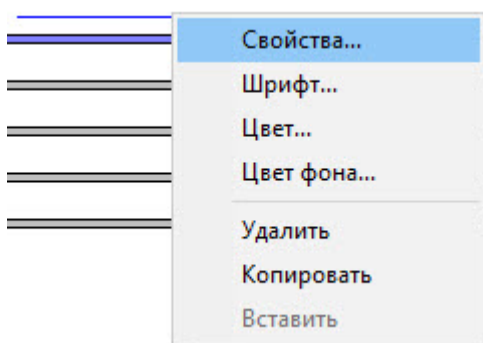 Свойства...
Шрифт...
Цвет...
Цвет фона...
Удалить
Копировать
Вставить